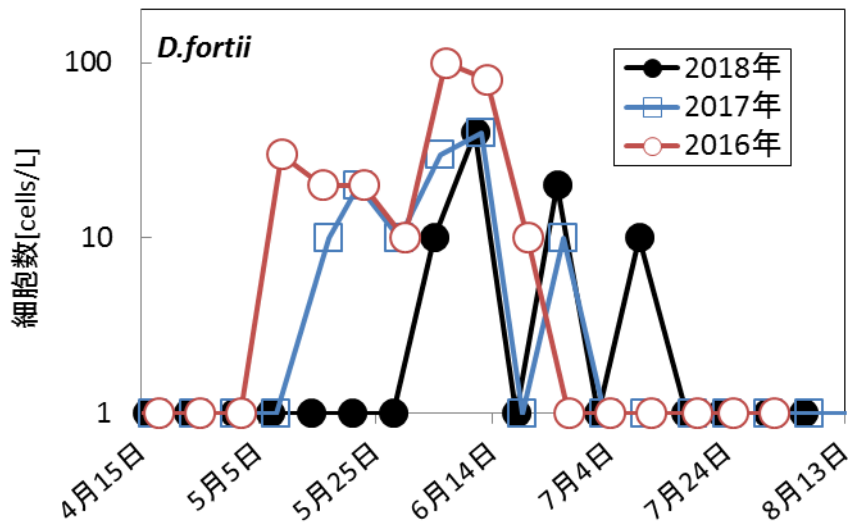 D.fortii
2018年
2017年
2016年
細胞数[cells/L]
100
10
1
4月15日
5月5日
5月25日
6月14日
7月4日
7月24日
8月13日